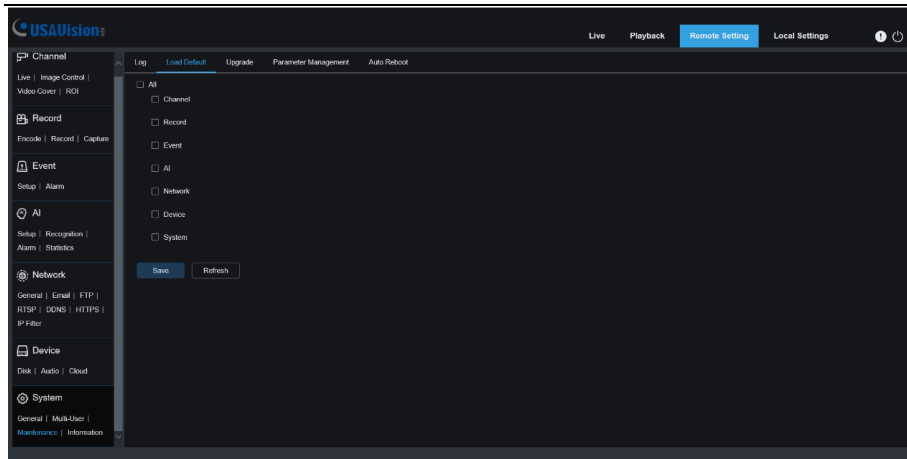 USAVision
Live Playback Remote Setting Local Settings
Channel
Live | Image Control |
Video Cover | ROI
Record
Encode | Record | Capture
Event
Setup | Alarm
AI
Setup | Recognition |
Alarm | Statistics
Network
General | Email | FTP |
RTSP | DDNS | HTTPS |
IP Filter
Device
Disk | Audio | Cloud
System
General | Multi-User |
Maintenance | Information
Log Load Default Upgrade Parameter Management Auto Reboot
All
Channel
Record
Event
AI
Network
Device
System
Save Refresh